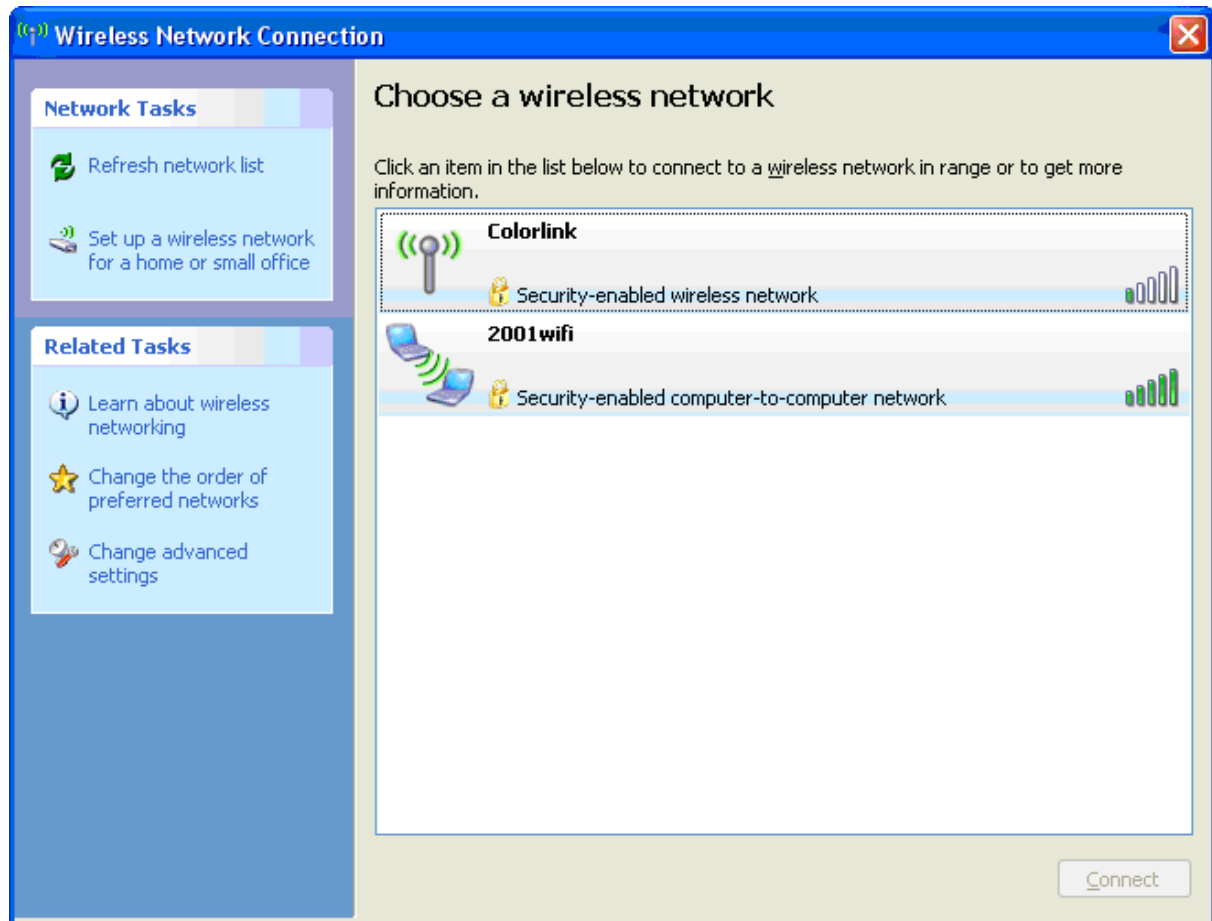 Wireless Network Connection
Network Tasks
Refresh network list
Set up a wireless network
for a home or small office
Related Tasks
Learn about wireless
networking
Change the order of
preferred networks
Change advanced
settings
Choose a wireless network
Click an item in the list below to connect to a wireless network in range or to get more
information.
Colorlink
Security-enabled wireless network
2001wifi
Security-enabled computer-to-computer network
Connect